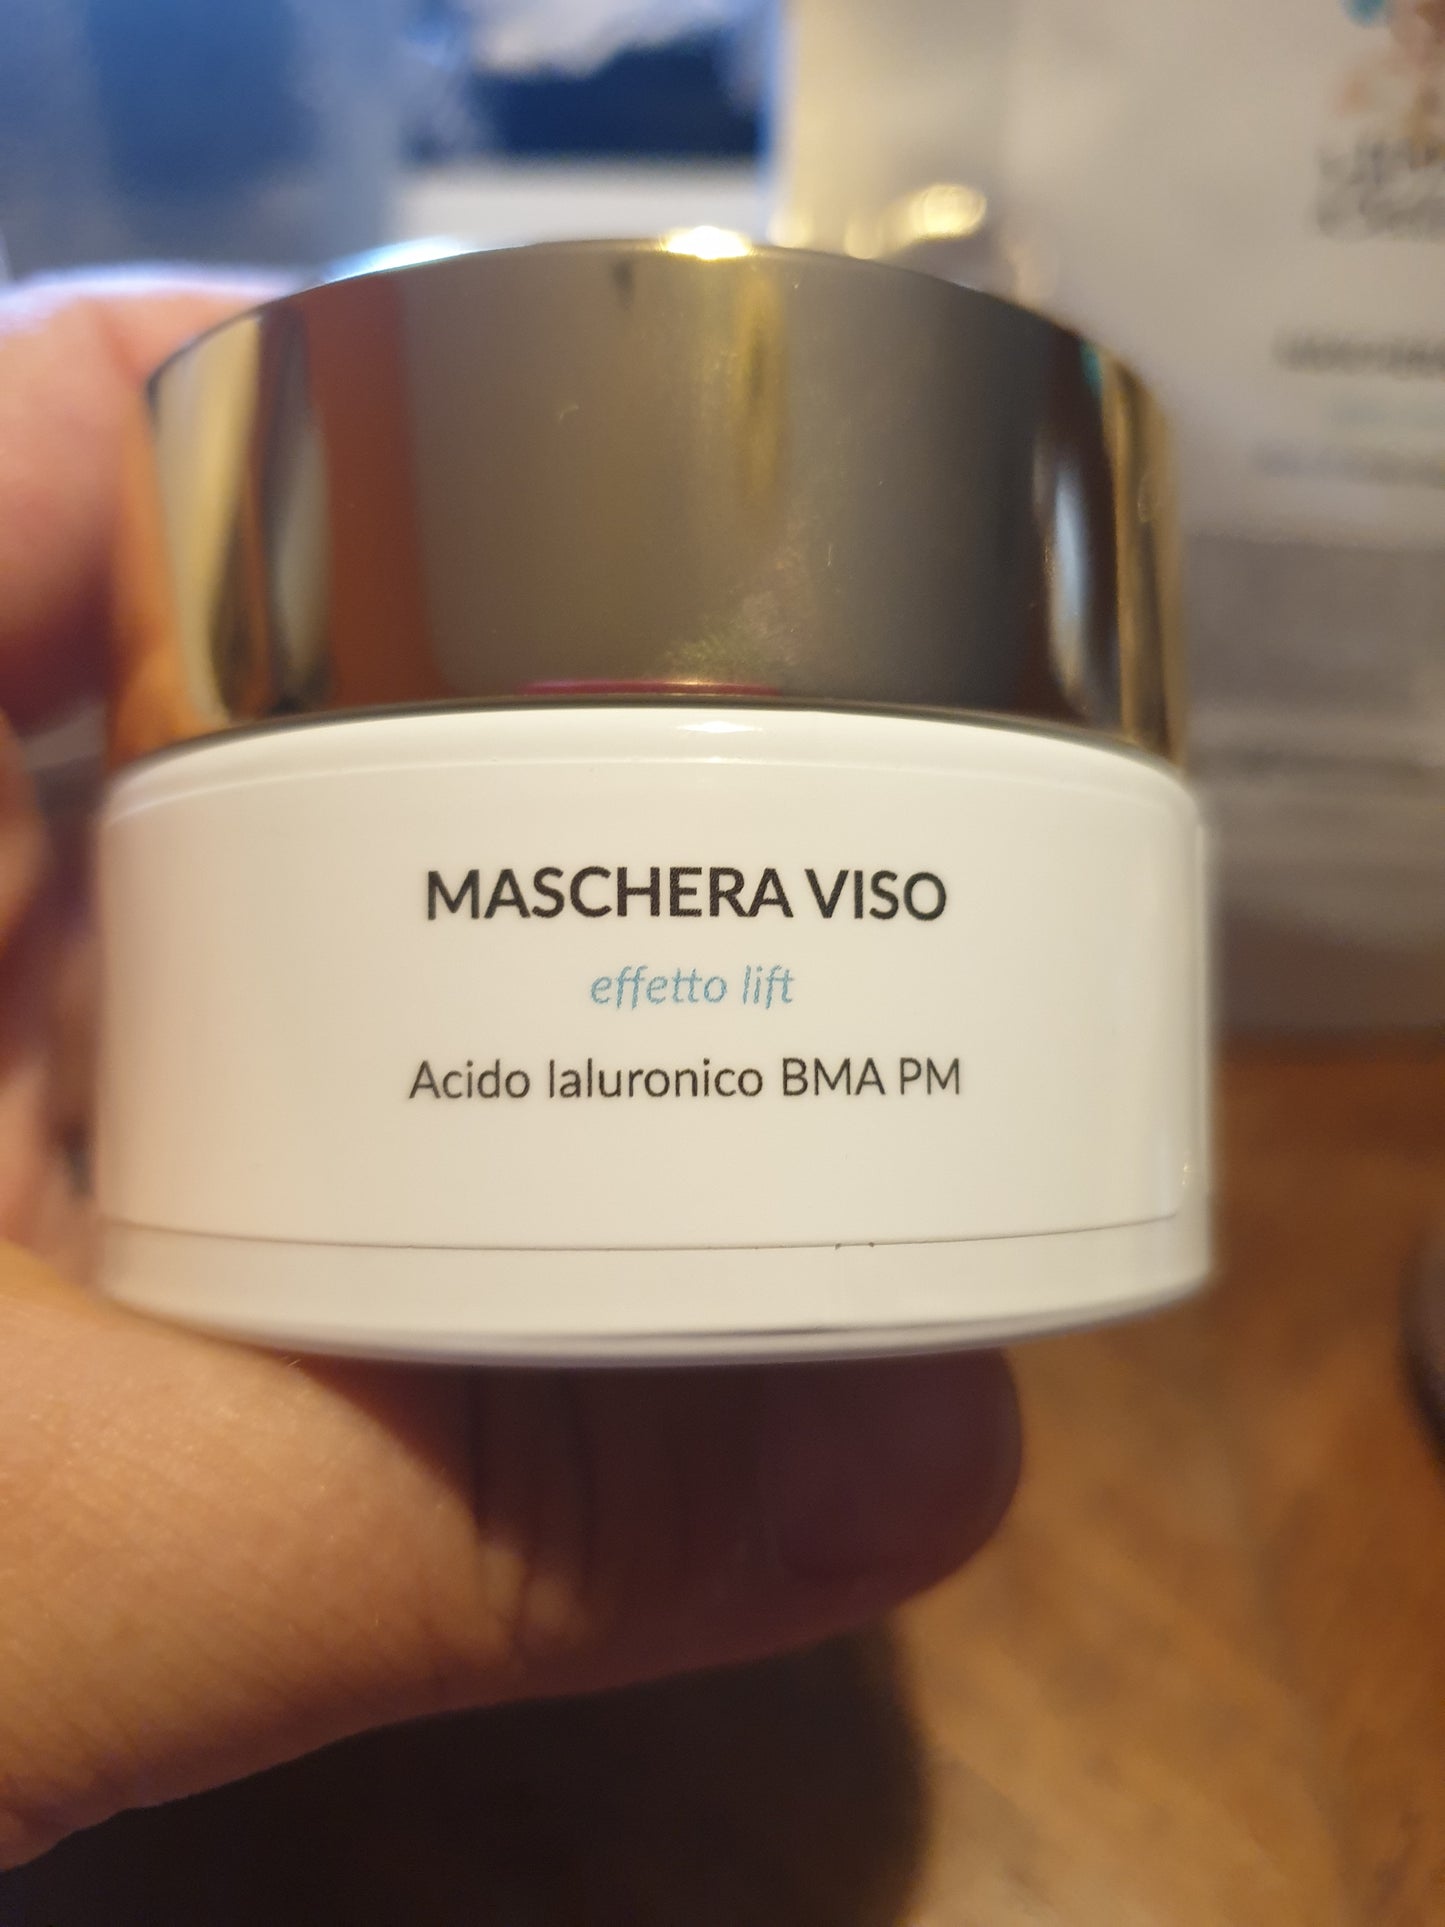 MASCHERA VISO
effetto lift
Acido Ialuronico BMA PM